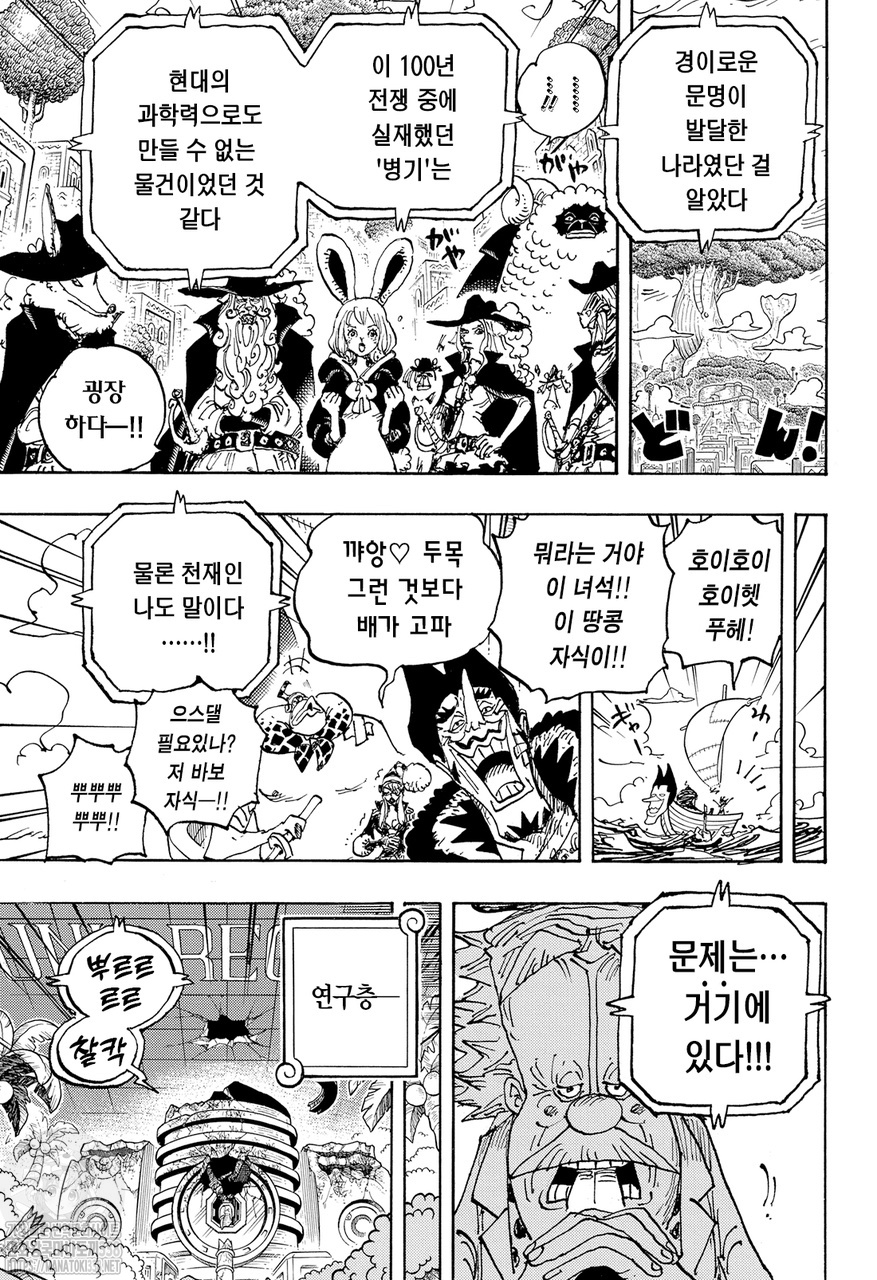 경이로운
문명이
발달한
나라였단 걸
알았다
どん!
이 100년
전쟁 중에
실재했던
'병기'는
ガヤ
ガヤ
현대의
과학력으로도
만들 수 없는
물건이었던 것
같다
굉장
하다—!!
호이호이
호이헷
푸헤!
뭐라는 거야
이 녀석!!
이 땅콩
자식이!!
꺄앙♡ 두목
그런 것보다
배가 고파
물론 천재인
나도 말이다
……!!
으스댈
필요있나?
저 바보
자식—!!
뿌뿌뿌
뿌뿌!!
문제는…
거기에
있다!!!
연구층
뿌르르
르르
찰칵